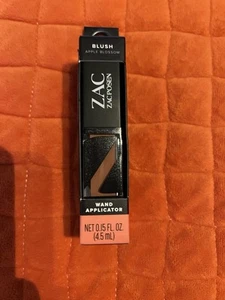 BLUSH
APPLE BLOSSOM
ZAC
ZAC POSEN
WAND
APPLICATOR
NET 0.15 FL. OZ.
(4.5 mL)